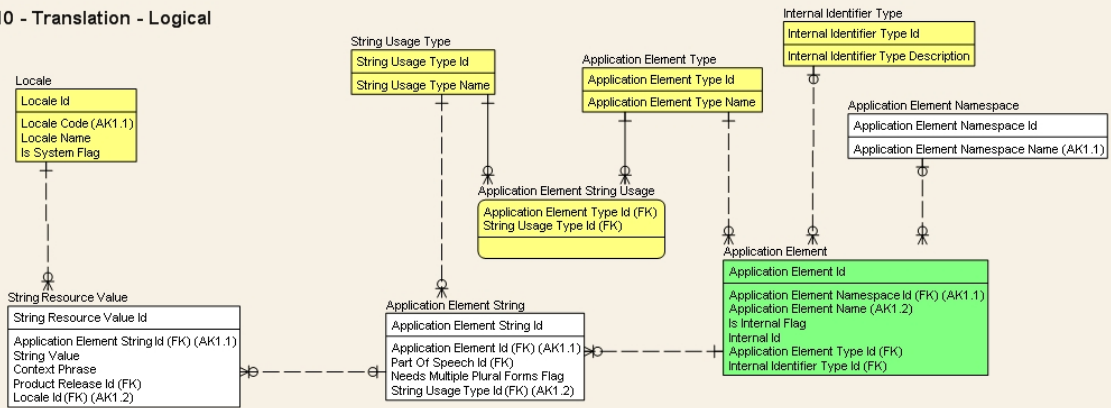 10 - Translation - Logical
Internal Identifier Type
Internal Identifier Type Id
Internal Identifier Type Description
String Usage Type
String Usage Type Id
String Usage Type Name
Application Element Type
Application Element Type Id
Application Element Type Name
Locale
Locale Id
Locale Code (AK1.1)
Locale Name
Is System Flag
Application Element Namespace
Application Element Namespace Id
Application Element Namespace Name (AK1.1)
Application Element String Usage
Application Element Type Id (FK)
String Usage Type Id (FK)
Application Element
Application Element Id
Application Element Namespace Id (FK) (AK1.1)
Application Element Name (AK1.2)
Is Internal Flag
Internal Id
Application Element Type Id (FK)
Internal Identifier Type Id (FK)
String Resource Value
String Resource Value Id
Application Element String Id (FK) (AK1.1)
String Value
Context Phrase
Product Release Id (FK)
Locale Id (FK) (AK1.2)
Application Element String
Application Element String Id
Application Element Id (FK) (AK1.1)
Part Of Speech Id (FK)
Needs Multiple Plural Forms Flag
String Usage Type Id (FK) (AK1.2)